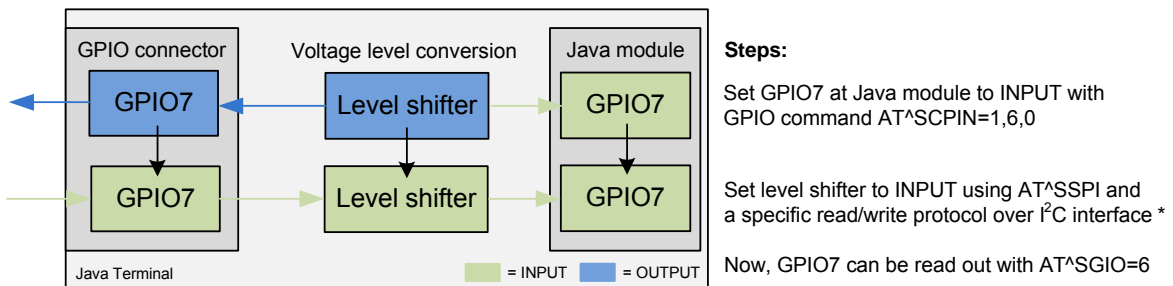 GPIO connector
Voltage level conversion
Java module
GPIO7
Level shifter
GPIO7
GPIO7
Level shifter
GPIO7
Java Terminal
= INPUT
= OUTPUT
Steps:
Set GPIO7 at Java module to INPUT with
GPIO command AT^SCPIN=1,6,0
Set level shifter to INPUT using AT^SSPI and
a specific read/write protocol over I²C interface *
Now, GPIO7 can be read out with AT^SGIO=6